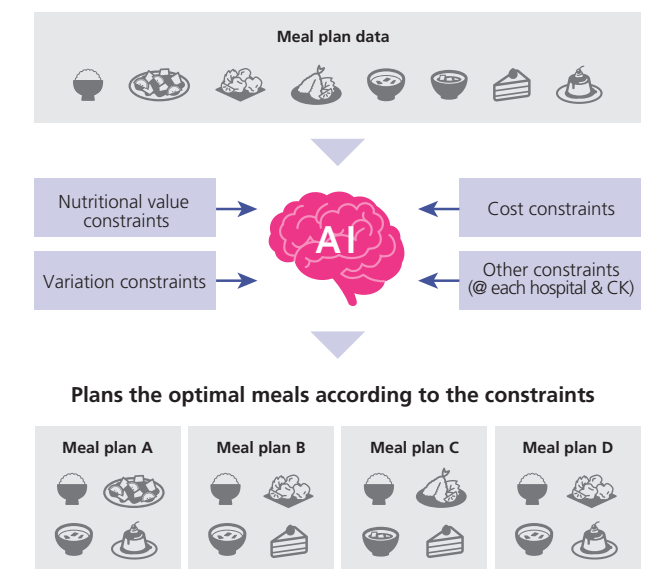 Meal plan data
Nutritional value
constraints
Cost constraints
AI
Variation constraints
Other constraints
(@ each hospital & CK)
Plans the optimal meals according to the constraints
Meal plan A
Meal plan B
Meal plan C
Meal plan D